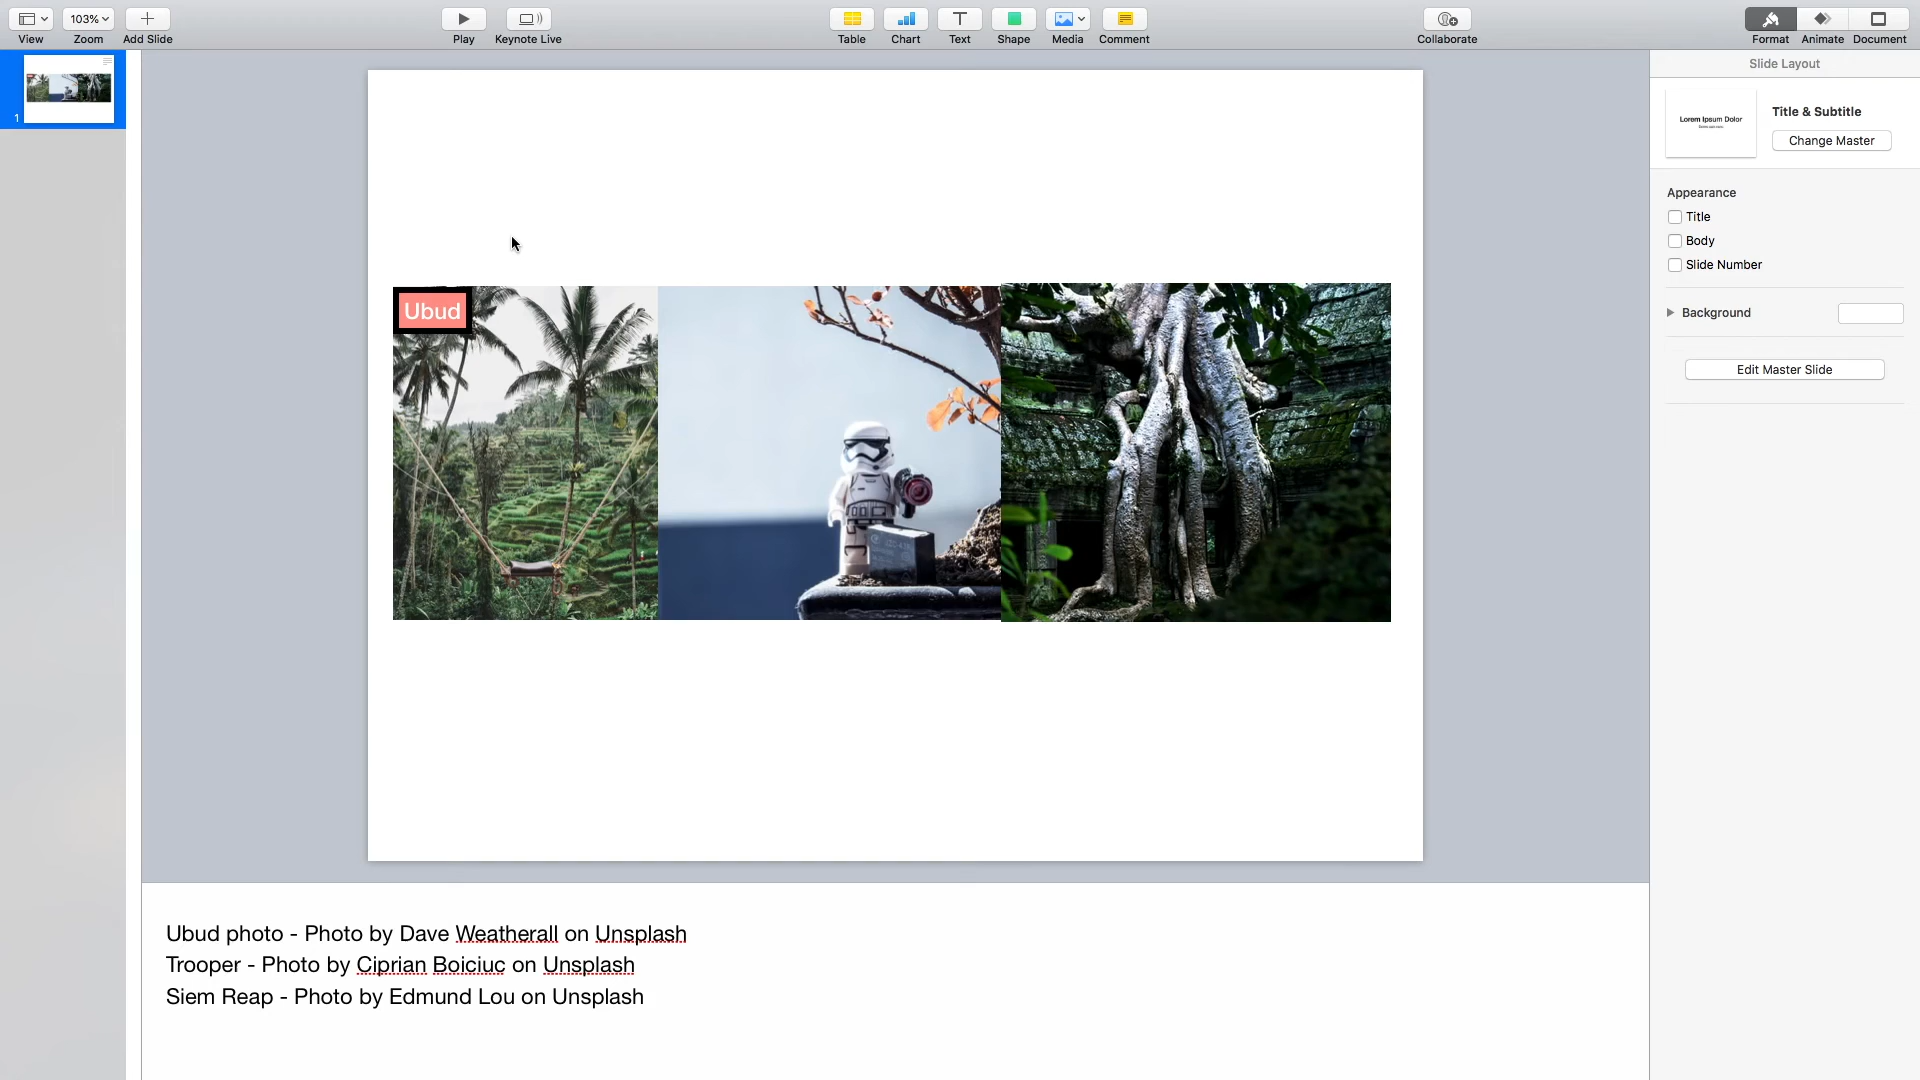 View
103%
Zoom
Add Slide
Play
Keynote Live
Table
Chart
Text
Shape
Media
Comment
Collaborate
Format
Animate
Document
1
Slide Layout
Lorem Ipsum Dolor
Title & Subtitle
Change Master
Appearance
Title
Body
Slide Number
Background
Edit Master Slide
Ubud
Ubud photo - Photo by Dave Weatherall on Unsplash
Trooper - Photo by Ciprian Boiciuc on Unsplash
Siem Reap - Photo by Edmund Lou on Unsplash